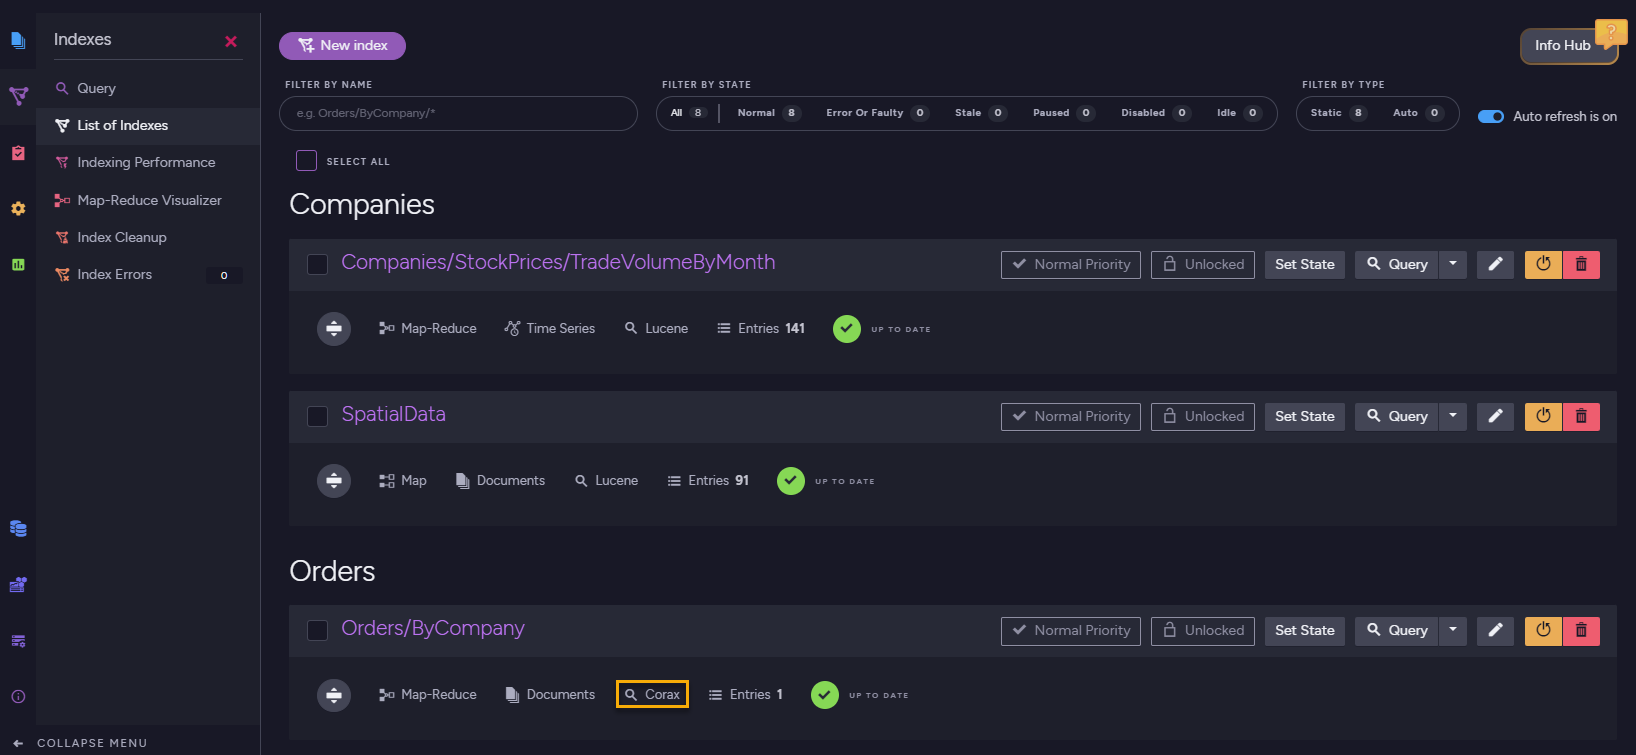 Indexes
Query
List of Indexes
Indexing Performance
Map-Reduce Visualizer
Index Cleanup
Index Errors 0
COLLAPSE MENU
New index
Info Hub
?
FILTER BY NAME
e.g. Orders/ByCompany/*
FILTER BY STATE
All 8 Normal 8 Error Or Faulty 0 Stale 0 Paused 0 Disabled 0 Idle 0
FILTER BY TYPE
Static 8 Auto 0
Auto refresh is on
SELECT ALL
Companies
Companies/StockPrices/TradeVolumeByMonth Normal Priority Unlocked Set State Query
Map-Reduce Time Series Lucene Entries 141 UP TO DATE
SpatialData Normal Priority Unlocked Set State Query
Map Documents Lucene Entries 91 UP TO DATE
Orders
Orders/ByCompany Normal Priority Unlocked Set State Query
Map-Reduce Documents Corax Entries 1 UP TO DATE